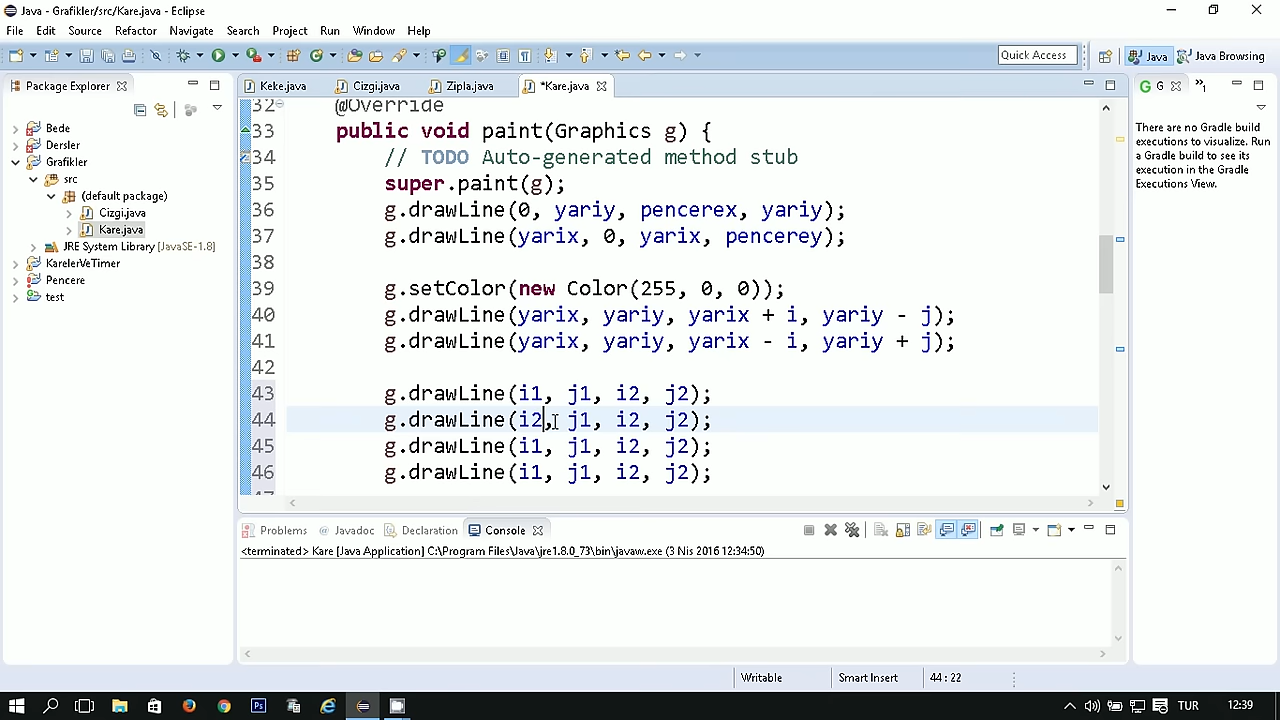 Java - Grafikler/src/Kare.java - Eclipse
File Edit Source Refactor Navigate Search Project Run Window Help
Quick Access Java Java Browsing
Package Explorer
Bede
Dersler
Grafikler
src
(default package)
Cizgi.java
Kare.java
JRE System Library [JavaSE-1.8]
KarelerVeTimer
Pencere
test
Keke.java Cizgi.java Zipla.java *Kare.java
32 @Override
33 public void paint(Graphics g) {
34 // TODO Auto-generated method stub
35 super.paint(g);
36 g.drawLine(0, yariy, pencerex, yariy);
37 g.drawLine(yarix, 0, yarix, pencerey);
38
39 g.setColor(new Color(255, 0, 0));
40 g.drawLine(yarix, yariy, yarix + i, yariy - j);
41 g.drawLine(yarix, yariy, yarix - i, yariy + j);
42
43 g.drawLine(i1, j1, i2, j2);
44 g.drawLine(i2, j1, i2, j2);
45 g.drawLine(i1, j1, i2, j2);
46 g.drawLine(i1, j1, i2, j2);
G
There are no Gradle build
executions to visualize. Run
a Gradle build to see its
execution in the Gradle
Executions View.
Problems Javadoc Declaration Console
<terminated> Kare [Java Application] C:\Program Files\Java\jre1.8.0_73\bin\javaw.exe (3 Nis 2016 12:34:50)
Writable Smart Insert 44 : 22
TUR 12:39